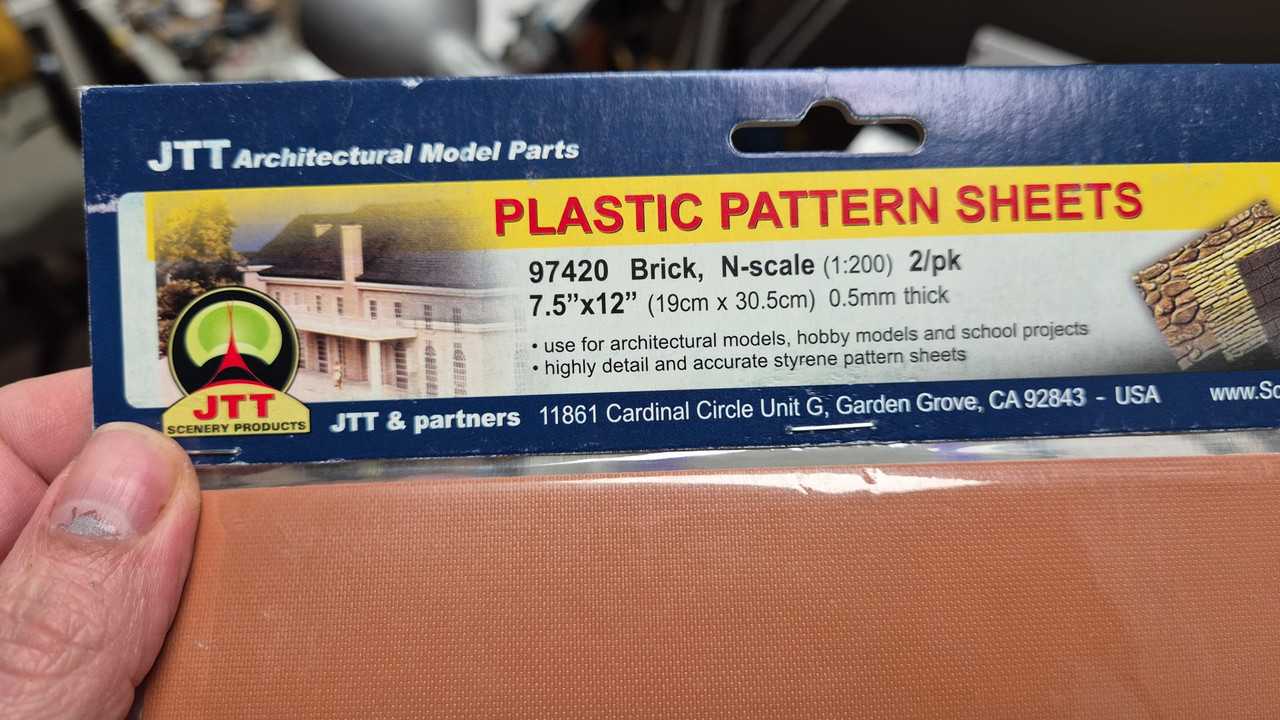 JTT Architectural Model Parts
PLASTIC PATTERN SHEETS
97420 Brick, N-scale (1:200) 2/pk
7.5”x12” (19cm x 30.5cm) 0.5mm thick
• use for architectural models, hobby models and school projects
• highly detail and accurate styrene pattern sheets
JTT
SCENERY PRODUCTS
JTT & partners 11861 Cardinal Circle Unit G, Garden Grove, CA 92843 - USA www.Sc